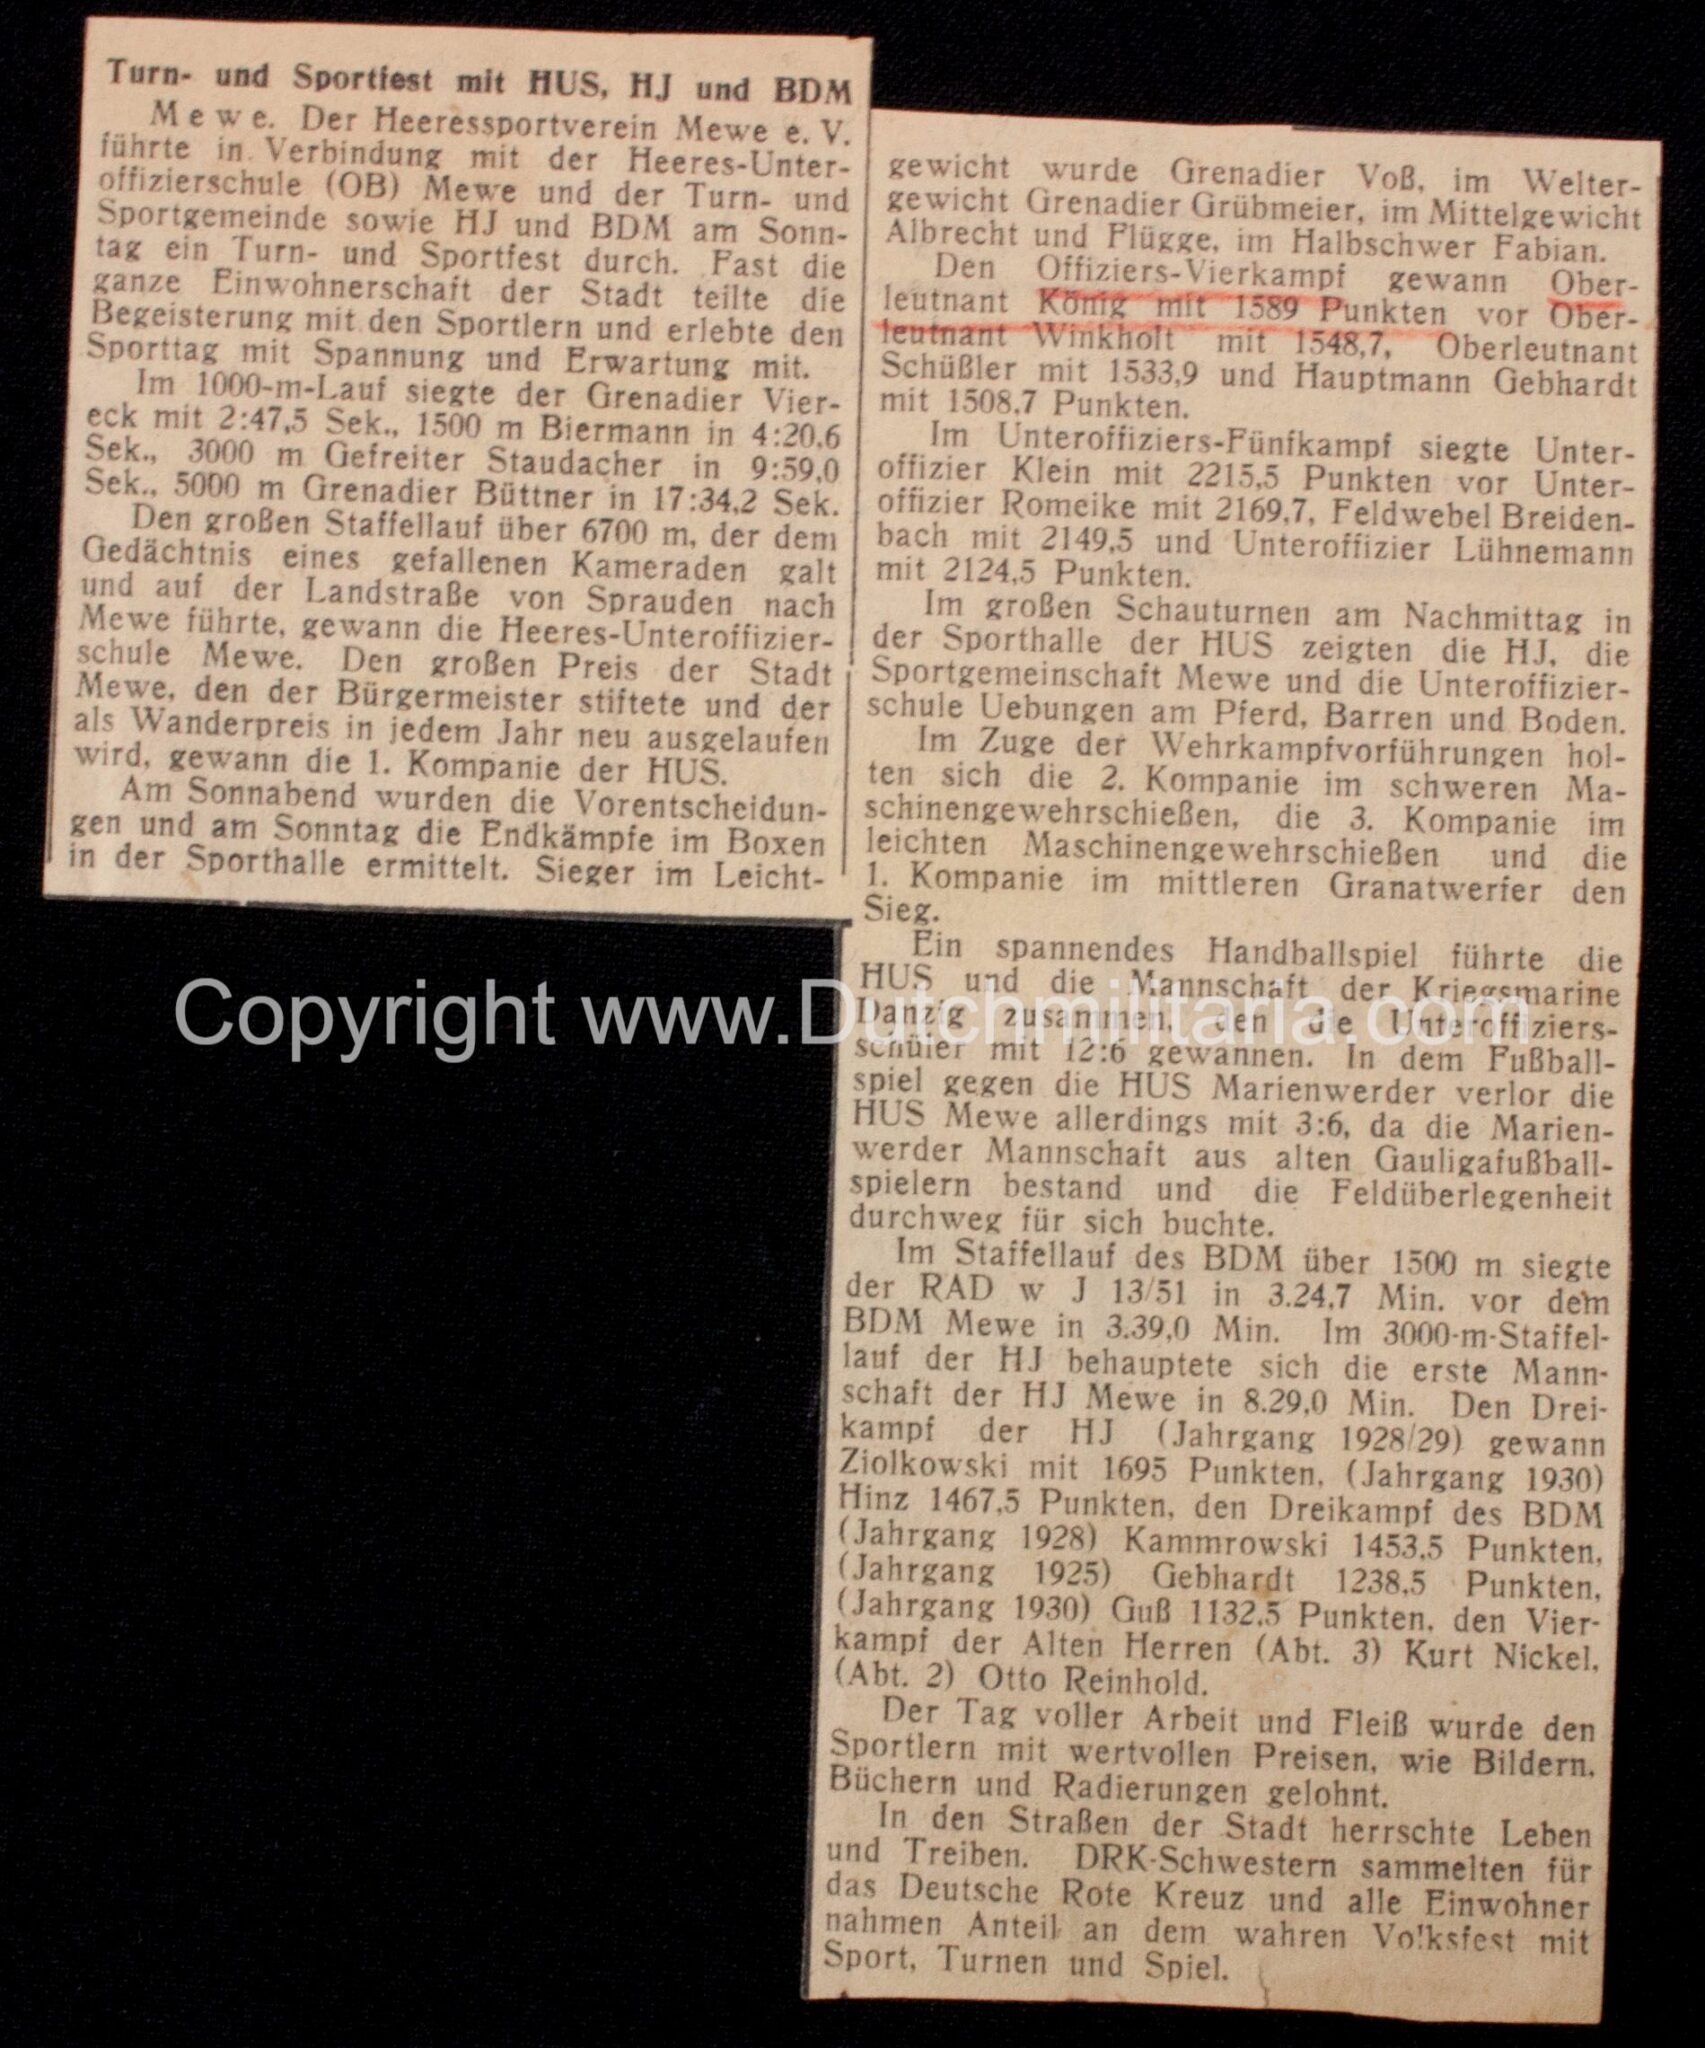 Turn- und Sportfest mit HUS, HJ und BDM
Mewe. Der Heeressportverein Mewe e. V.
führte in Verbindung mit der Heeres-Unter-
offizierschule (OB) Mewe und der Turn- und
Sportgemeinde sowie HJ und BDM am Sonn-
tag ein Turn- und Sportfest durch. Fast die
ganze Einwohnerschaft der Stadt teilte die
Begeisterung mit den Sportlern und erlebte den
Sporttag mit Spannung und Erwartung mit.
Im 1000-m-Lauf siegte der Grenadier Vier-
eck mit 2:47,5 Sek., 1500 m Biermann in 4:20,6
Sek., 3000 m Gefreiter Staudacher in 9:59,0
Sek., 5000 m Grenadier Büttner in 17:34,2 Sek.
Den großen Staffellauf über 6700 m, der dem
Gedächtnis eines gefallenen Kameraden galt
und auf der Landstraße von Sprauden nach
Mewe führte, gewann die Heeres-Unteroffizier-
schule Mewe. Den großen Preis der Stadt
Mewe, den der Bürgermeister stiftete und der
als Wanderpreis in jedem Jahr neu ausgelaufen
wird, gewann die 1. Kompanie der HUS.
Am Sonnabend wurden die Vorentscheidun-
gen und am Sonntag die Endkämpfe im Boxen
in der Sporthalle ermittelt. Sieger im Leicht-
gewicht wurde Grenadier Voß, im Welter-
gewicht Grenadier Grübmeier, im Mittelgewicht
Albrecht und Flügge, im Halbschwer Fabian.
Den Offiziers-Vierkampf gewann Ober-
leutnant König mit 1589 Punkten vor Ober-
leutnant Winkholt mit 1548,7, Oberleutnant
Schüßler mit 1533,9 und Hauptmann Gebhardt
mit 1508,7 Punkten.
Im Unteroffiziers-Fünfkampf siegte Unter-
offizier Klein mit 2215,5 Punkten vor Unter-
offizier Romeike mit 2169,7, Feldwebel Breiden-
bach mit 2149,5 und Unteroffizier Lühnemann
mit 2124,5 Punkten.
Im großen Schauturnen am Nachmittag in
der Sporthalle der HUS zeigten die HJ, die
Sportgemeinschaft Mewe und die Unteroffizier-
schule Uebungen am Pferd, Barren und Boden.
Im Zuge der Wehrkampfvorführungen hol-
ten sich die 2. Kompanie im schweren Ma-
schinengewehrschießen, die 3. Kompanie im
leichten Maschinengewehrschießen und die
1. Kompanie im mittleren Granatwerfer den
Sieg.
Ein spannendes Handballspiel führte die
HUS und die Mannschaft der Kriegsmarine
Danzig zusammen, den die Unteroffiziers-
schüler mit 12:6 gewannen. In dem Fußball-
spiel gegen die HUS Marienwerder verlor die
HUS Mewe allerdings mit 3:6, da die Marien-
werder Mannschaft aus alten Gauligafußball-
spielern bestand und die Feldüberlegenheit
durchweg für sich buchte.
Im Staffellauf des BDM über 1500 m siegte
der RAD w J 13/51 in 3.24,7 Min. vor dem
BDM Mewe in 3.39,0 Min. Im 3000-m-Staffel-
lauf der HJ behauptete sich die erste Mann-
schaft der HJ Mewe in 8.29,0 Min. Den Drei-
kampf der HJ (Jahrgang 1928/29) gewann
Ziolkowski mit 1695 Punkten, (Jahrgang 1930)
Hinz 1467,5 Punkten, den Dreikampf des BDM
(Jahrgang 1928) Kammrowski 1453,5 Punkten,
(Jahrgang 1925) Gebhardt 1238,5 Punkten,
(Jahrgang 1930) Guß 1132,5 Punkten, den Vier-
kampf der Alten Herren (Abt. 3) Kurt Nickel,
(Abt. 2) Otto Reinhold.
Der Tag voller Arbeit und Fleiß wurde den
Sportlern mit wertvollen Preisen, wie Bildern,
Büchern und Radierungen gelohnt.
In den Straßen der Stadt herrschte Leben
und Treiben. DRK-Schwestern sammelten für
das Deutsche Rote Kreuz und alle Einwohner
nahmen Anteil an dem wahren Volksfest mit
Sport, Turnen und Spiel.
Copyright www.Dutchmilitaria.com